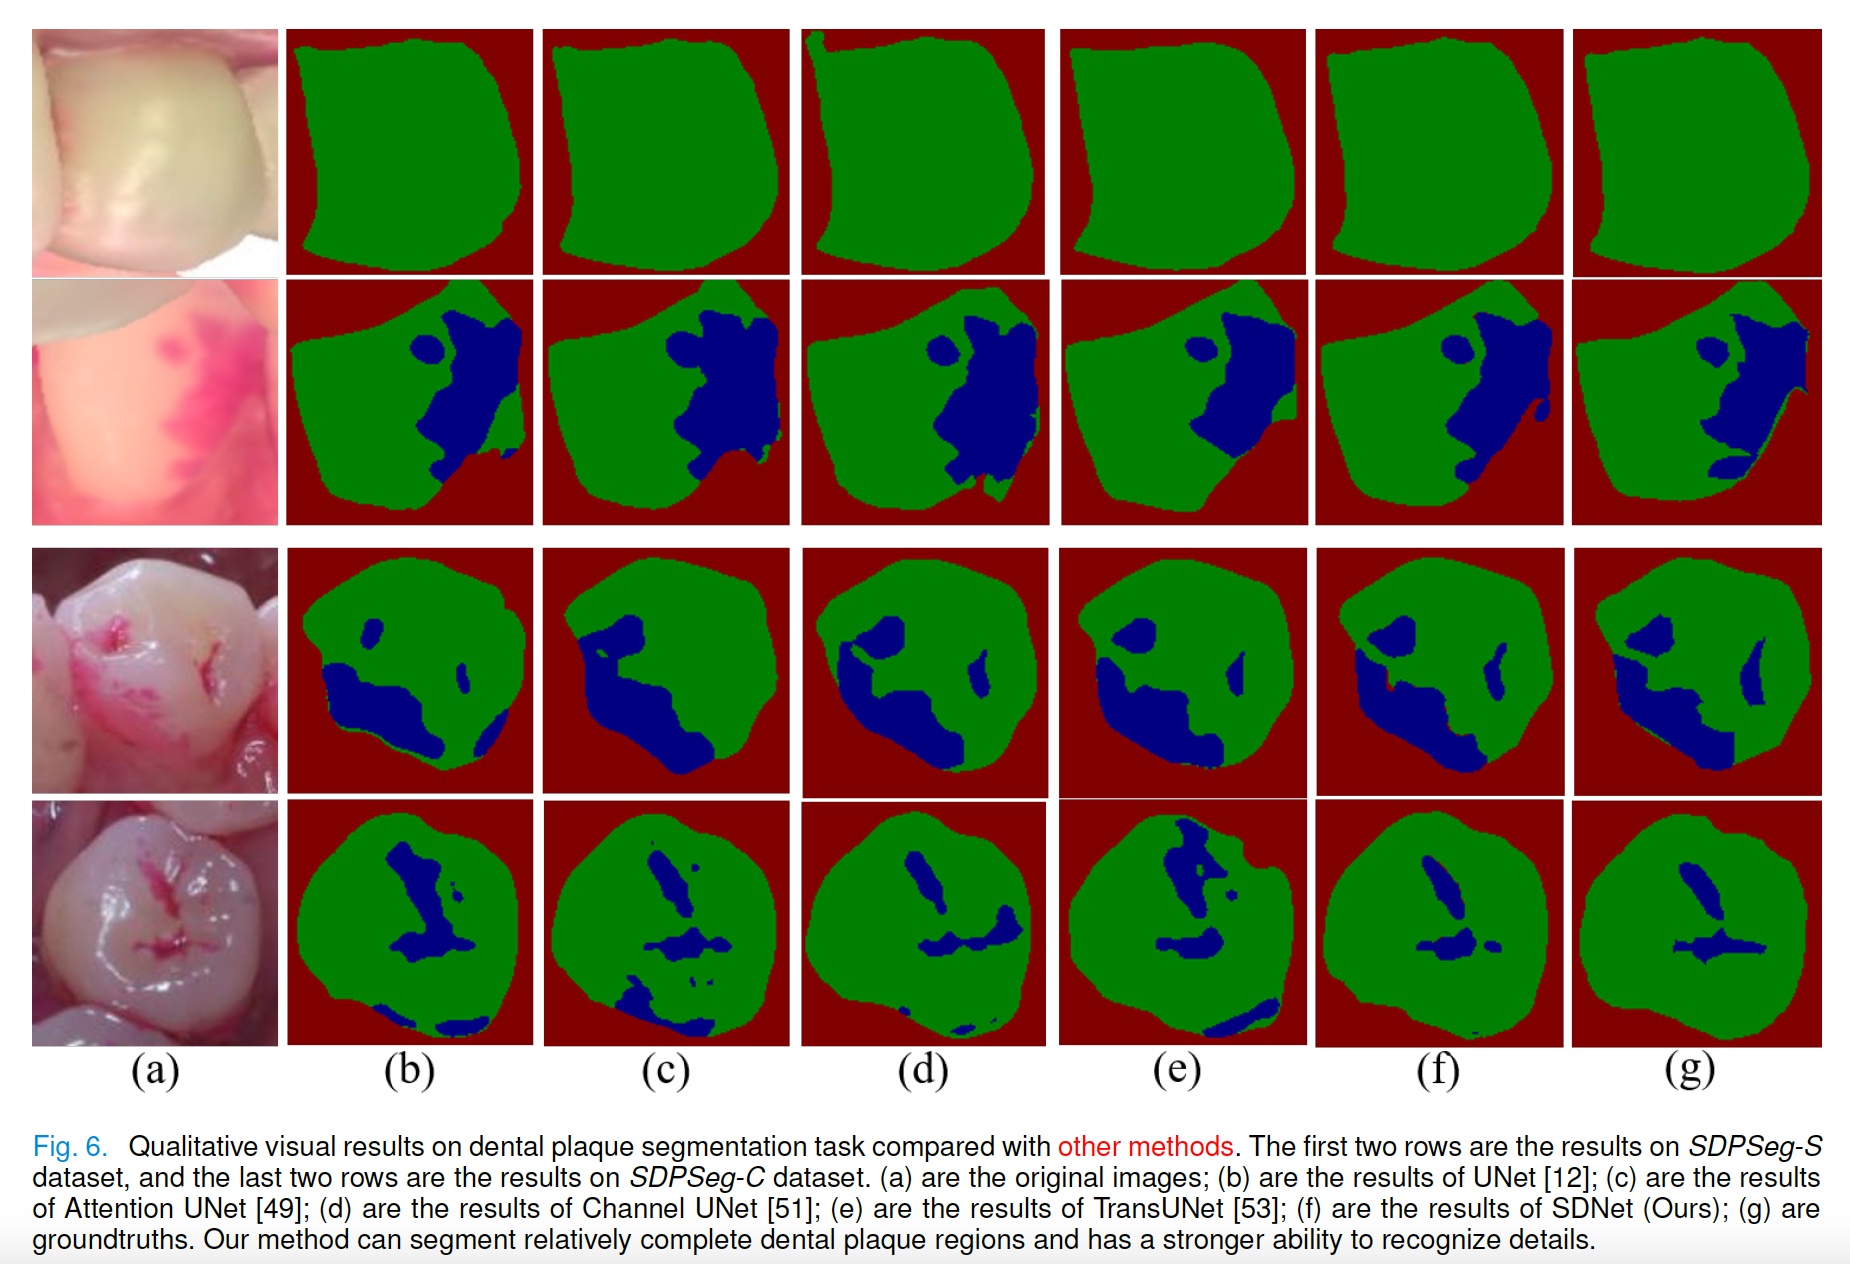 (a) (b) (c) (d) (e) (f) (g)
Fig. 6. Qualitative visual results on dental plaque segmentation task compared with other methods. The first two rows are the results on SDPSeg-S
dataset, and the last two rows are the results on SDPSeg-C dataset. (a) are the original images; (b) are the results of UNet [12]; (c) are the results
of Attention UNet [49]; (d) are the results of Channel UNet [51]; (e) are the results of TransUNet [53]; (f) are the results of SDNet (Ours); (g) are
groundtruths. Our method can segment relatively complete dental plaque regions and has a stronger ability to recognize details.